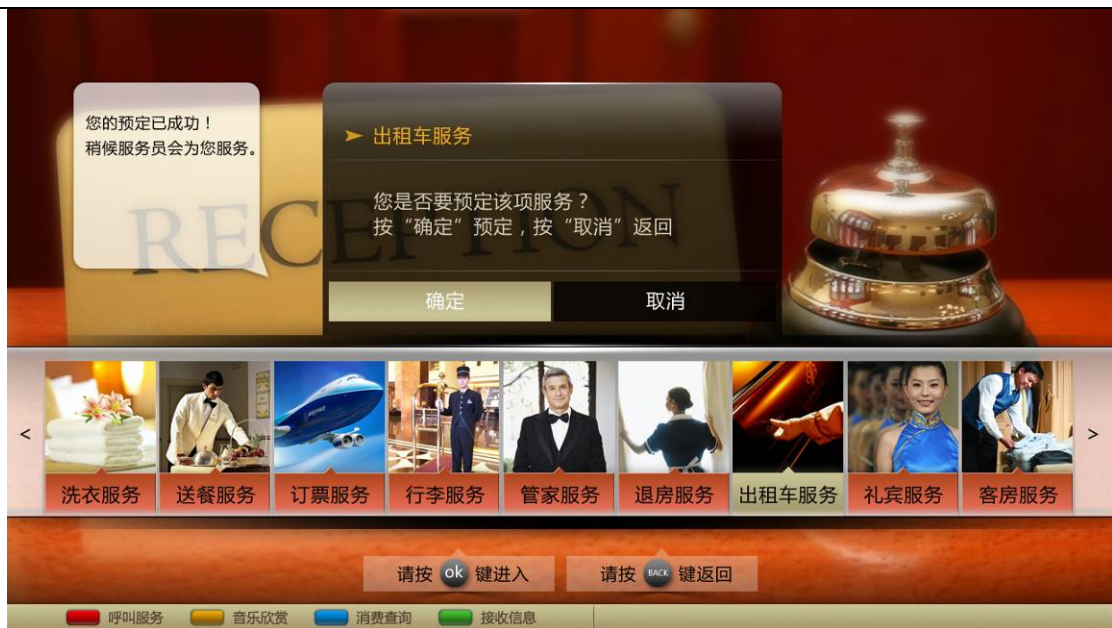 您的预定已成功！
稍候服务员会为您服务。
RECEPTION
➤ 出租车服务
您是否要预定该项服务？
按“确定”预定，按“取消”返回
确定
取消
BOEING
<
洗衣服务
送餐服务
订票服务
行李服务
管家服务
退房服务
出租车服务
礼宾服务
客房服务
>
请按 ok 键进入
请按 BACK 键返回
呼叫服务
音乐欣赏
消费查询
接收信息